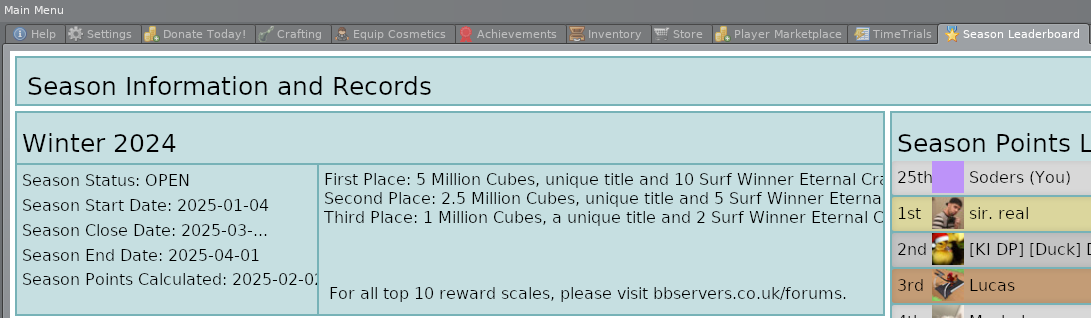 Main Menu
Help Settings Donate Today! Crafting Equip Cosmetics Achievements Inventory Store Player Marketplace TimeTrials Season Leaderboard
Season Information and Records
Winter 2024
Season Status: OPEN
Season Start Date: 2025-01-04
Season Close Date: 2025-03-...
Season End Date: 2025-04-01
Season Points Calculated: 2025-02-02
First Place: 5 Million Cubes, unique title and 10 Surf Winner Eternal Cra
Second Place: 2.5 Million Cubes, unique title and 5 Surf Winner Eterna
Third Place: 1 Million Cubes, a unique title and 2 Surf Winner Eternal C
For all top 10 reward scales, please visit bbservers.co.uk/forums.
Season Points L
25th Soders (You)
1st sir. real
2nd [KI DP] [Duck]
3rd Lucas